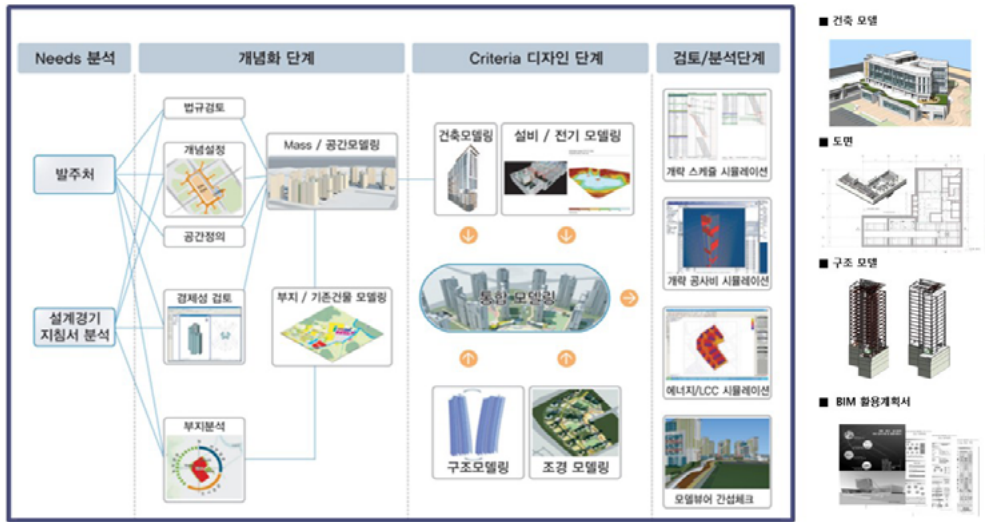 Needs 분석
개념화 단계
Criteria 디자인 단계
검토/분석단계
발주처
설계경기
지침서 분석
법규검토
개념설정
공간정의
경제성 검토
부지분석
Mass / 공간모델링
부지 / 기존건물 모델링
건축모델링
설비 / 전기 모델링
통합 모델링
구조모델링
조경 모델링
개략 스케줄 시뮬레이션
개략 공사비 시뮬레이션
에너지/LCC 시뮬레이션
모델뷰어 간섭체크
■ 건축 모델
■ 도면
■ 구조 모델
■ BIM 활용계획서